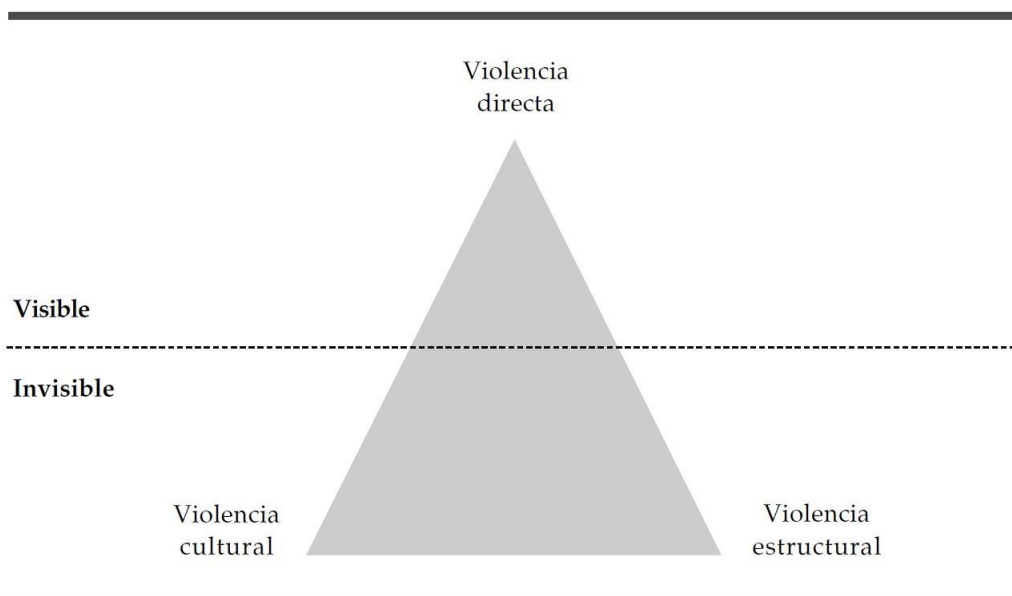 Violencia
directa
Visible
Invisible
Violencia
cultural
Violencia
estructural